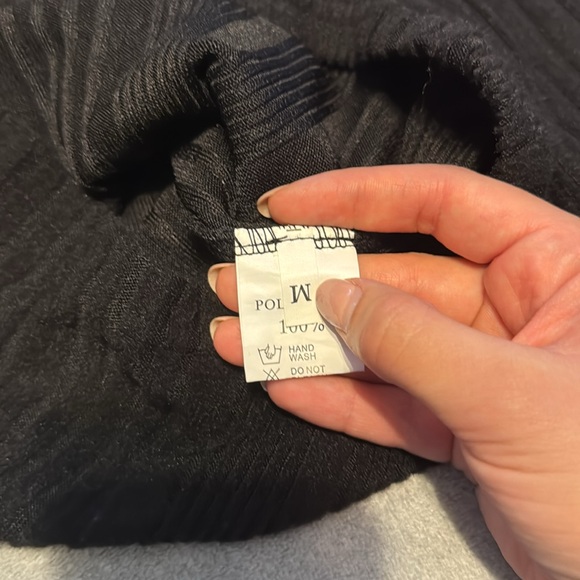 M
POL
100%
HAND
WASH
DO NOT